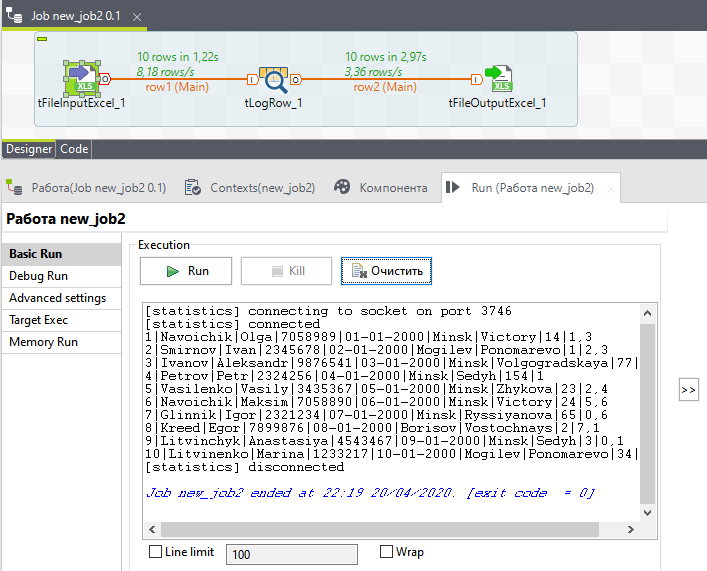 Job new_job2 0.1
10 rows in 1,22s
8,18 rows/s
row1 (Main)
10 rows in 2,97s
3,36 rows/s
row2 (Main)
XLS
XLS
tFileInputExcel_1
tLogRow_1
tFileOutputExcel_1
Designer
Code
Работа(Job new_job2 0.1)
Contexts(new_job2)
Компонента
Run (Работа new_job2)
Работа new_job2
Basic Run
Debug Run
Advanced settings
Target Exec
Memory Run
Execution
Run
Kill
Очистить
[statistics] connecting to socket on port 3746
[statistics] connected
1|Navoichik|Olga|7058989|01-01-2000|Minsk|Victory|14|1,3
2|Smirnov|Ivan|2345678|02-01-2000|Mogilev|Ponomarevo|1|2,3
3|Ivanov|Aleksandr|9876541|03-01-2000|Minsk|Volgogradskaya|77|
4|Petrov|Petr|2324256|04-01-2000|Minsk|Sedyh|154|1
5|Vasilenko|Vasily|3435367|05-01-2000|Minsk|Zhykova|23|2,4
6|Navoichik|Maksim|7058890|06-01-2000|Minsk|Victory|24|5,6
7|Glinnik|Igor|2321234|07-01-2000|Minsk|Ryssiyanova|65|0,6
8|Kreed|Egor|7899876|08-01-2000|Borisov|Vostochnays|2|7,1
9|Litvinchyk|Anastasiya|4543467|09-01-2000|Minsk|Sedyh|3|0,1
10|Litvinenko|Marina|1233217|10-01-2000|Mogilev|Ponomarevo|34|
[statistics] disconnected
Job new_job2 ended at 22:19 20/04/2020. [exit code  = 0]
>>
Line limit
100
Wrap